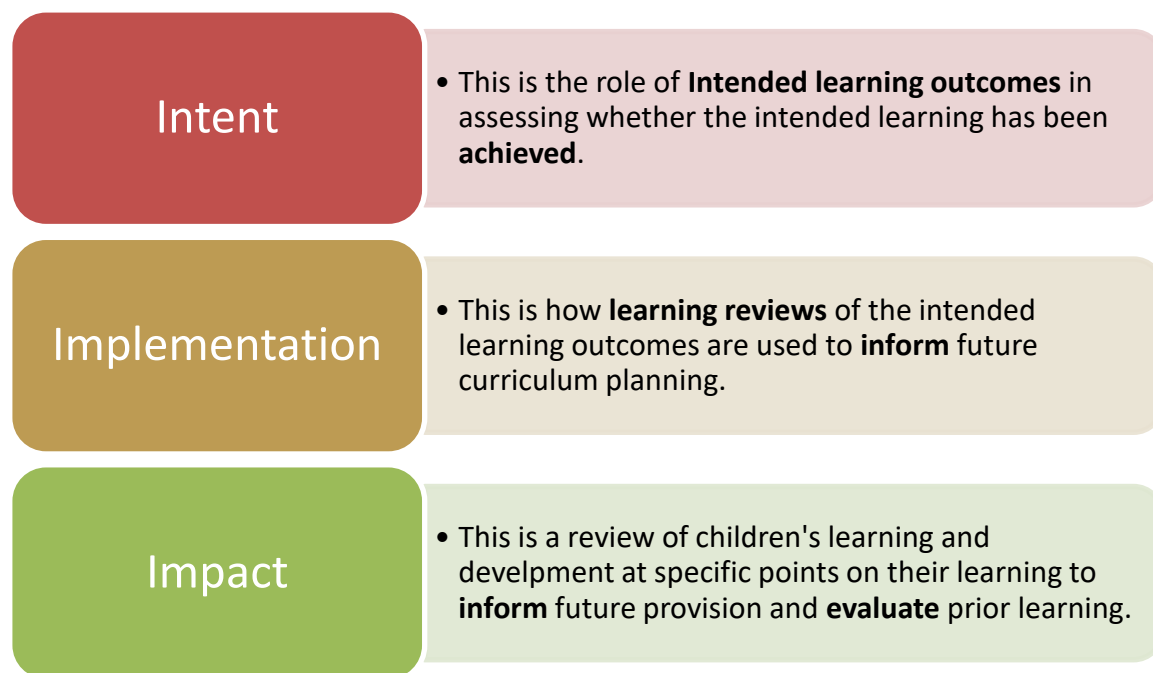 Intent
• This is the role of Intended learning outcomes in
assessing whether the intended learning has been
achieved.
Implementation
• This is how learning reviews of the intended
learning outcomes are used to inform future
curriculum planning.
Impact
• This is a review of children's learning and
develpment at specific points on their learning to
inform future provision and evaluate prior learning.